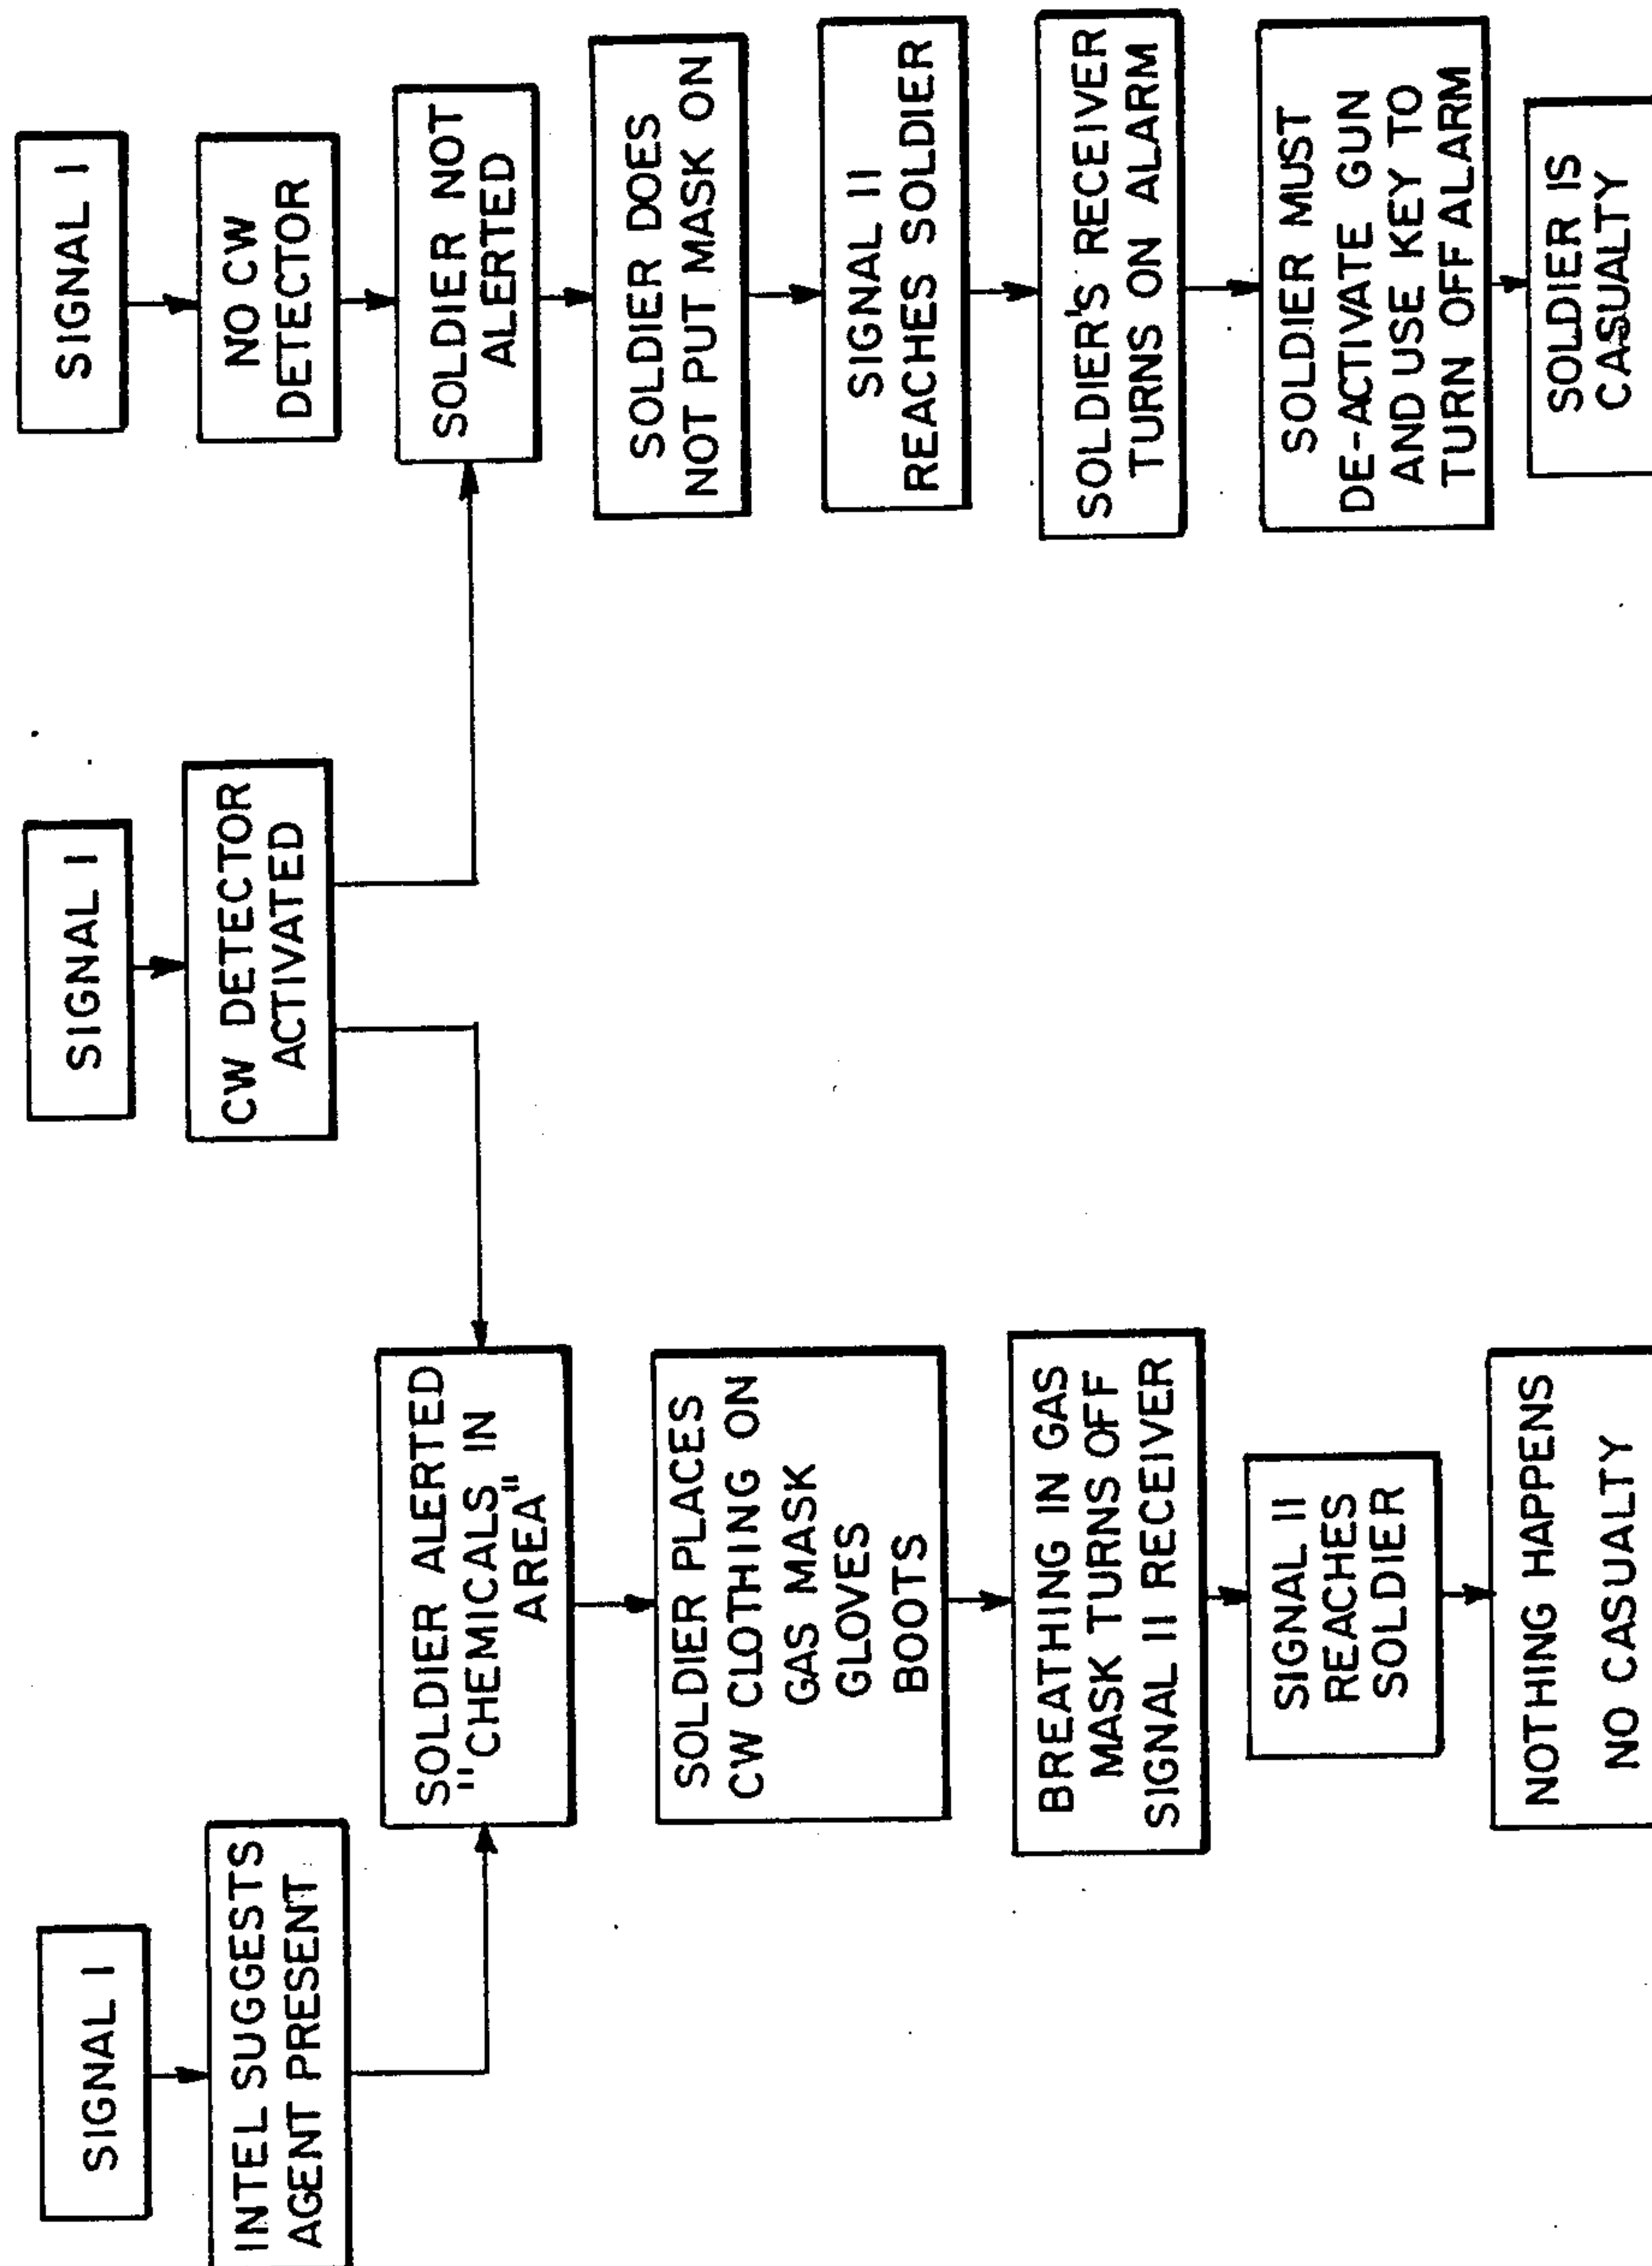 SIGNAL I
INTEL SUGGESTS
AGENT PRESENT
SIGNAL I
CW DETECTOR
ACTIVATED
SIGNAL I
NO CW
DETECTOR
SOLDIER ALERTED
"CHEMICALS IN
AREA"
SOLDIER NOT
ALERTED
SOLDIER PLACES
CW CLOTHING ON
GAS MASK
GLOVES
BOOTS
BREATHING IN GAS
MASK TURNS OFF
SIGNAL II RECEIVER
SIGNAL II
REACHES
SOLDIER
NOTHING HAPPENS
NO CASUALTY
SOLDIER DOES
NOT PUT MASK ON
SIGNAL II
REACHES SOLDIER
SOLDIER'S RECEIVER
TURNS ON ALARM
SOLDIER MUST
DE-ACTIVATE GUN
AND USE KEY TO
TURN OFF ALARM
SOLDIER IS
CASUALTY